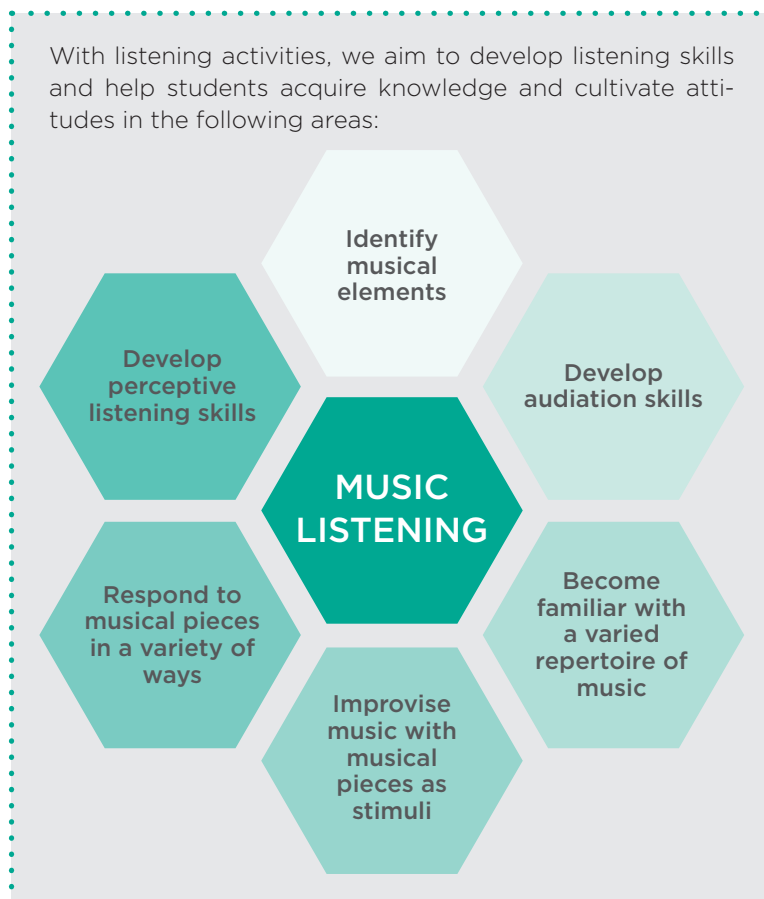 With listening activities, we aim to develop listening skills
and help students acquire knowledge and cultivate atti-
tudes in the following areas:
Identify
musical
elements
Develop
audiation skills
Become
familiar with
a varied
repertoire of
music
Improvise
music with
musical
pieces as
stimuli
Respond to
musical pieces
in a variety of
ways
Develop
perceptive
listening skills
MUSIC
LISTENING